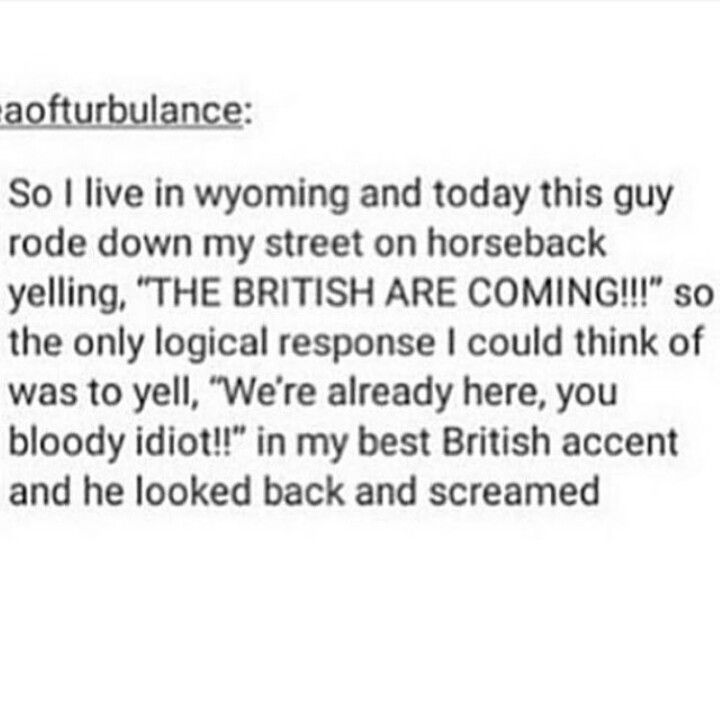 eaofturbulance:
So I live in wyoming and today this guy
rode down my street on horseback
yelling, "THE BRITISH ARE COMING!!!" so
the only logical response I could think of
was to yell, "We're already here, you
bloody idiot!!" in my best British accent
and he looked back and screamed